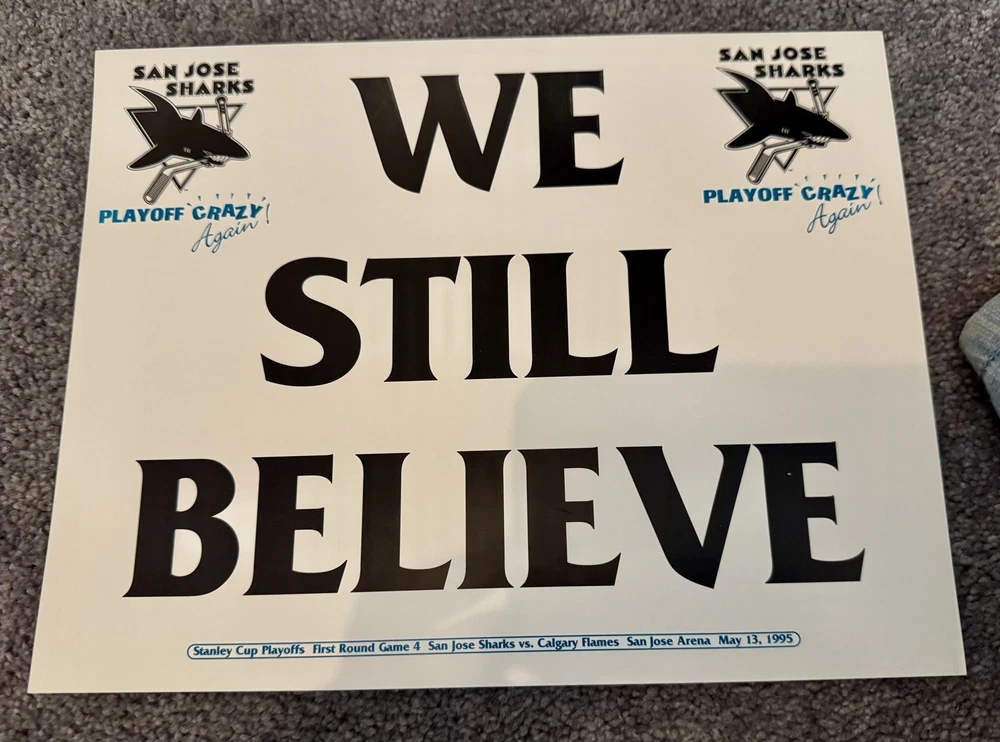 SAN JOSE
SHARKS
PLAYOFF CRAZY!
Again
SAN JOSE
SHARKS
PLAYOFF CRAZY!
Again
WE
STILL
BELIEVE
Stanley Cup Playoffs First Round Game 4 San Jose Sharks vs. Calgary Flames San Jose Arena May 13, 1995